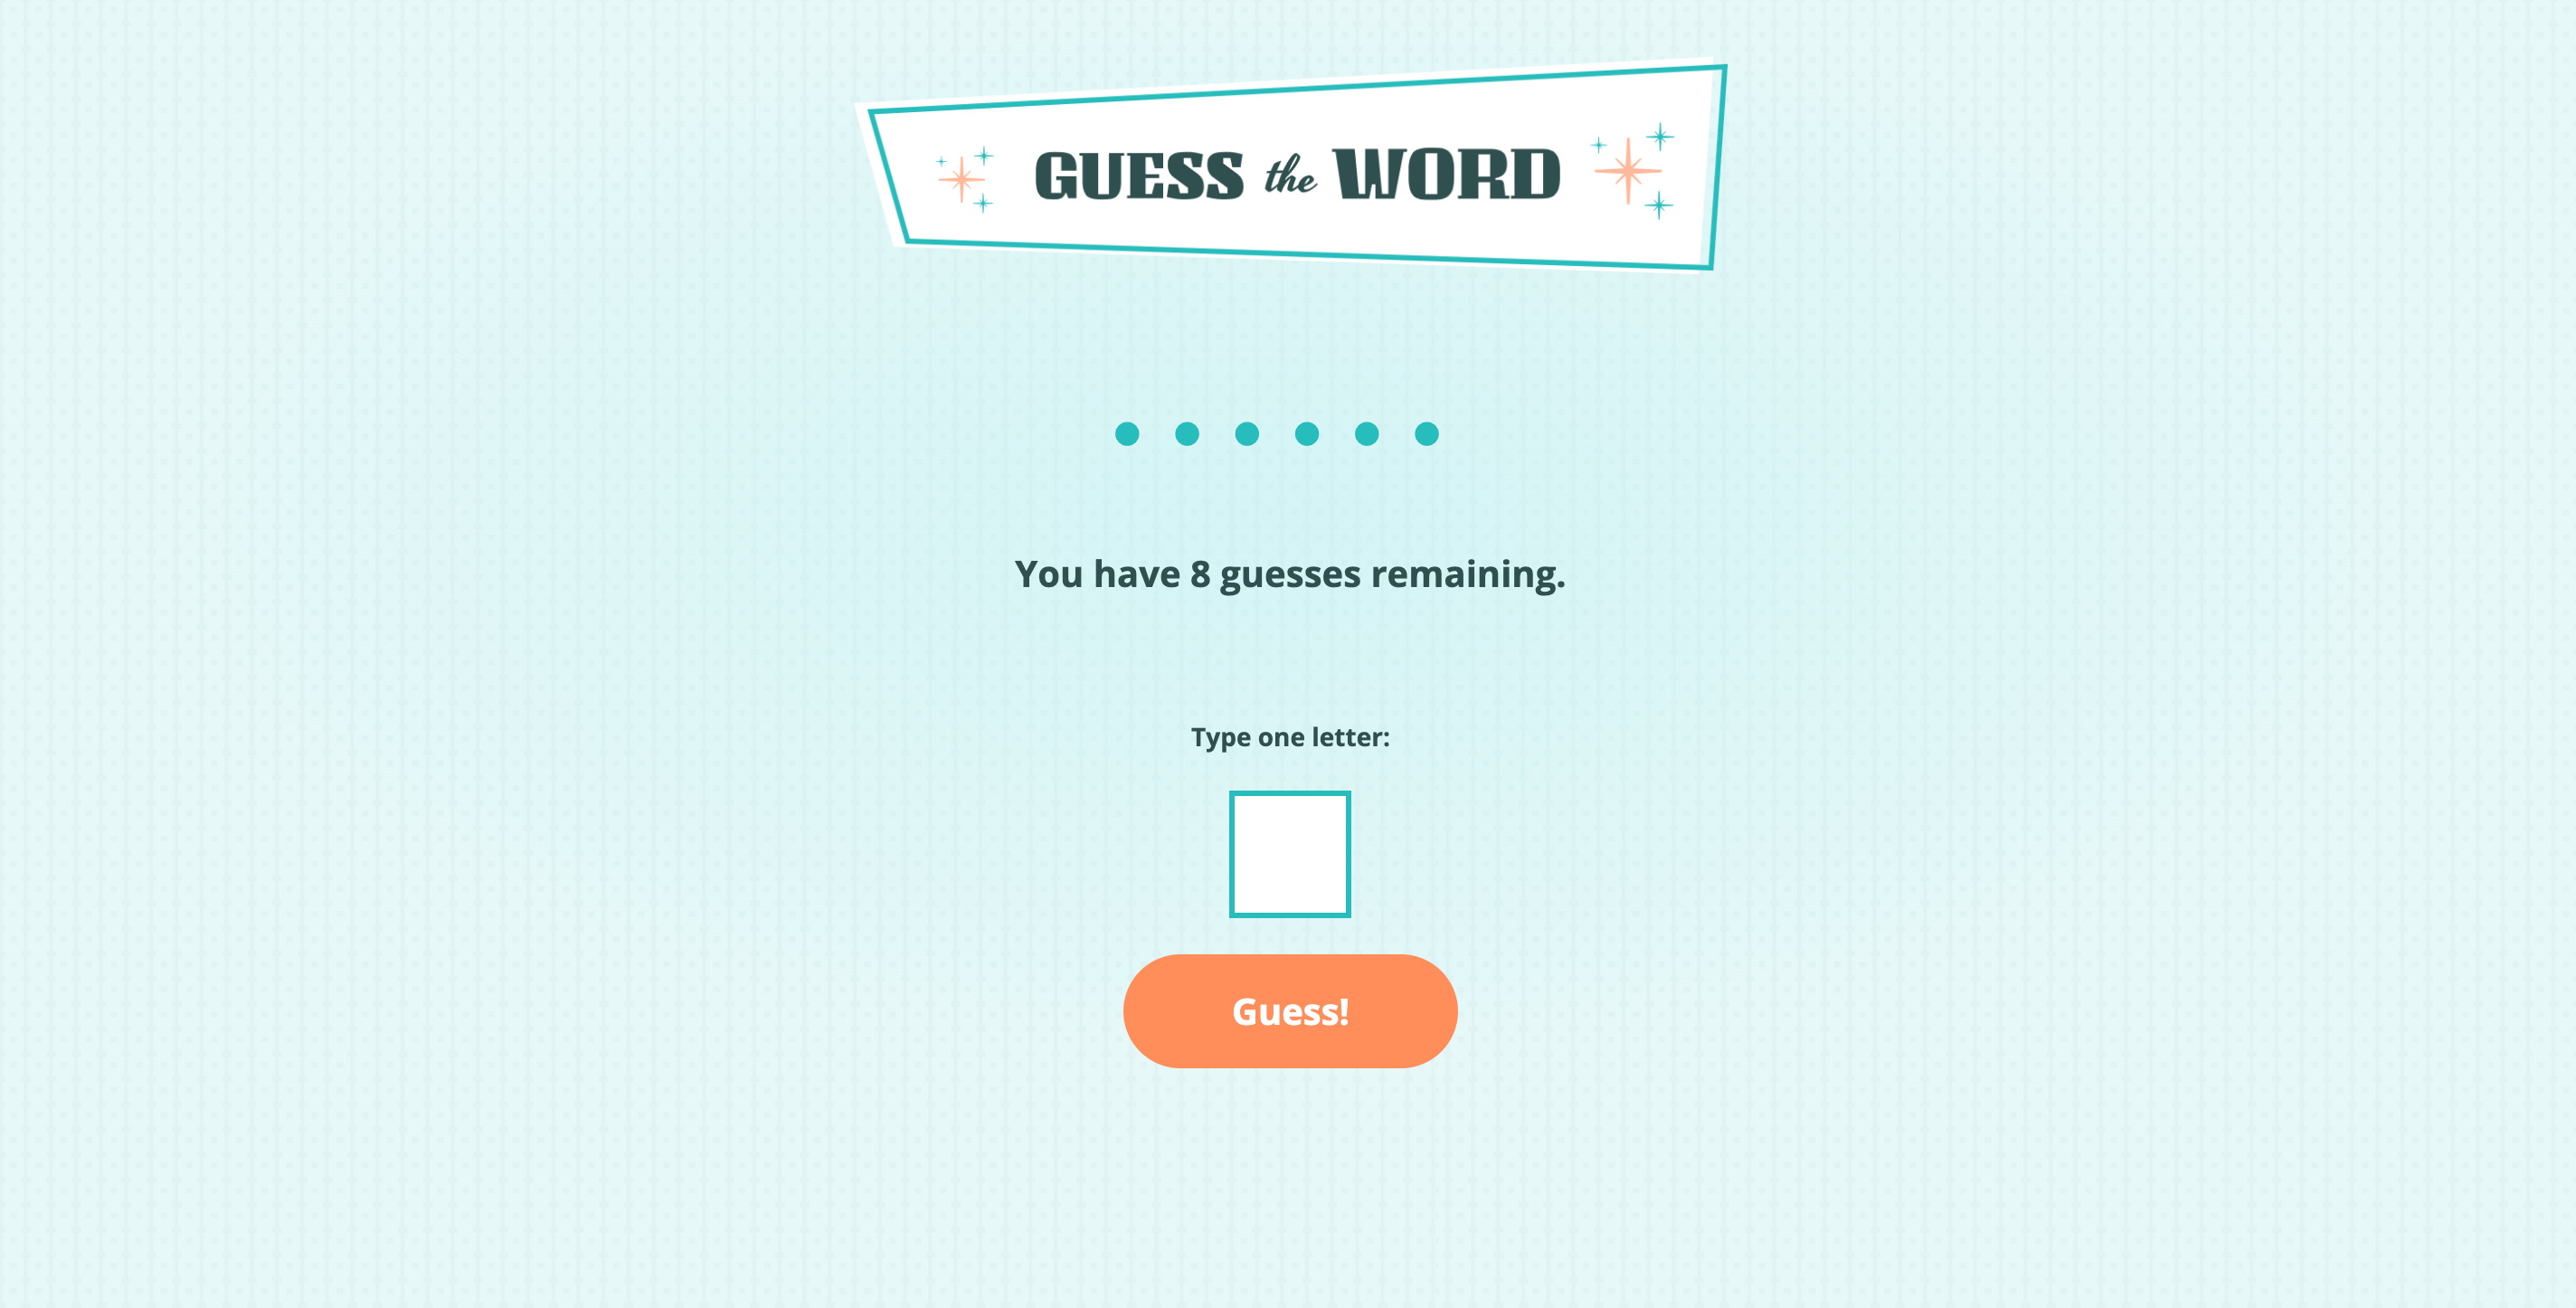 GUESS the WORD
● ● ● ● ● ●
You have 8 guesses remaining.
Type one letter:
Guess!